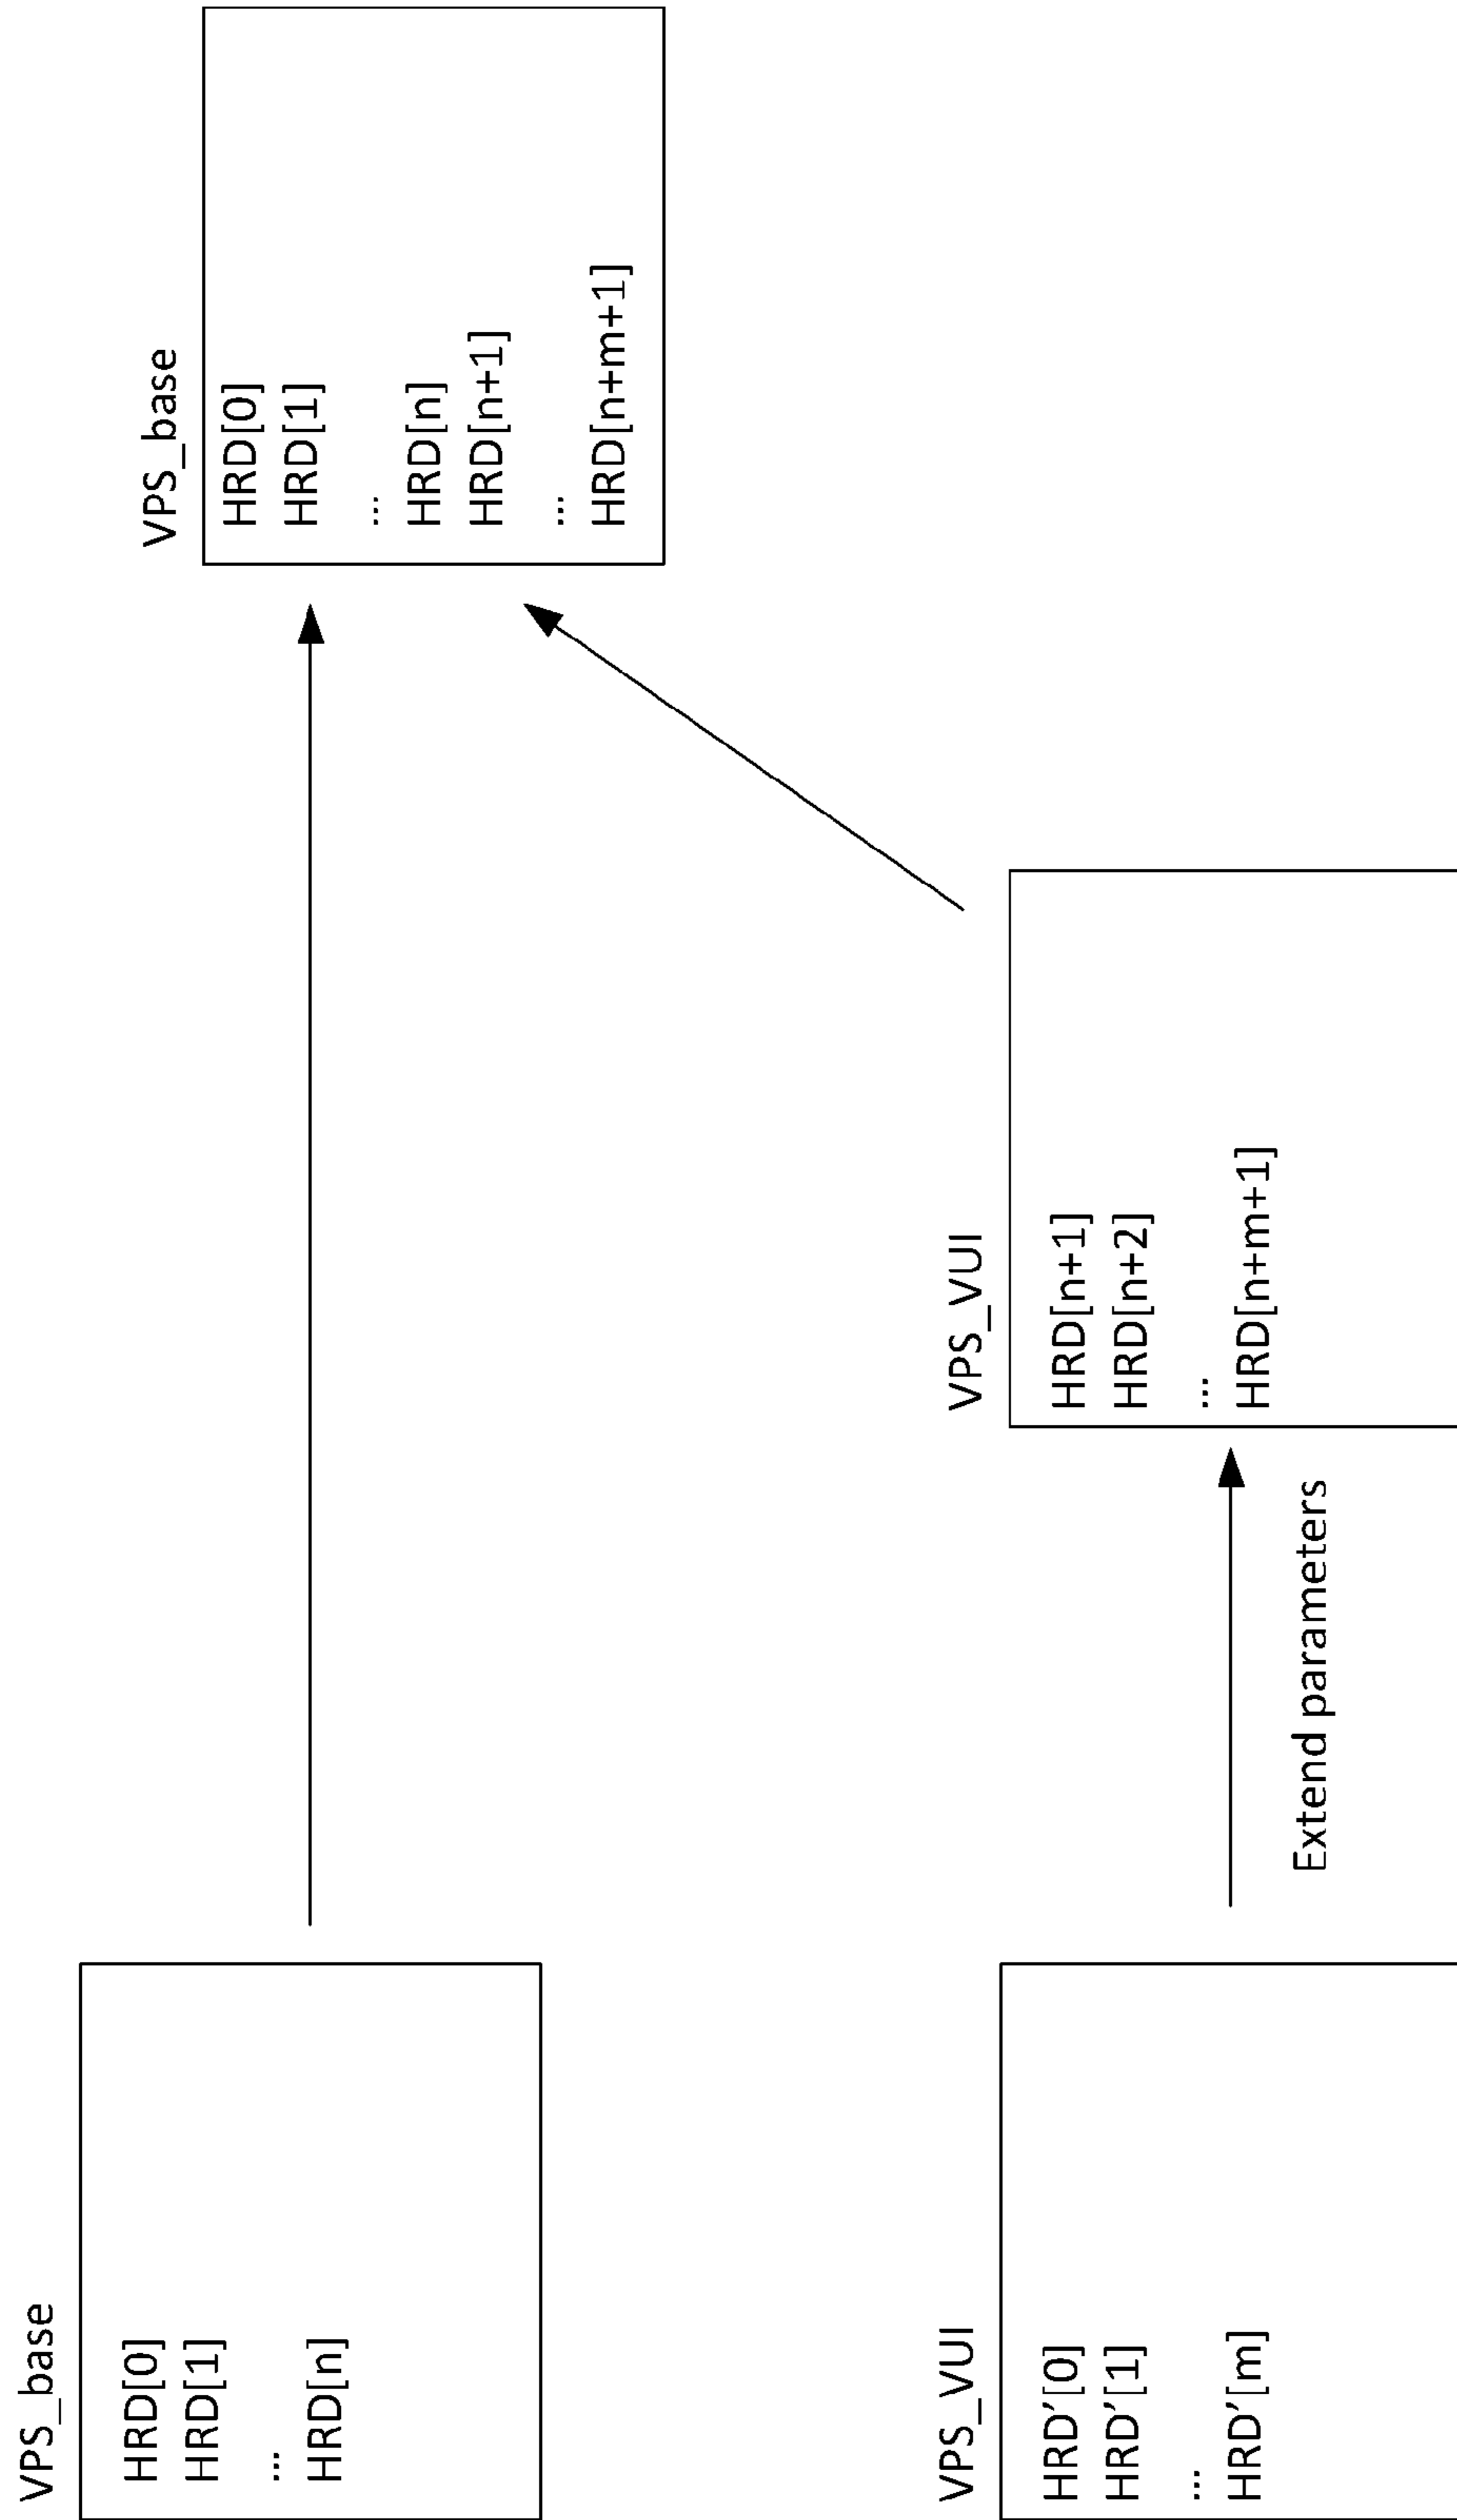 VPS_base
HRD[0]
HRD[1]
...
HRD[n]
VPS_base
HRD[0]
HRD[1]
...
HRD[n]
HRD[n+1]
...
HRD[n+m+1]
VPS_VUI
HRD’[0]
HRD’[1]
...
HRD’[m]
Extend parameters
VPS_VUI
HRD[n+1]
HRD[n+2]
...
HRD[n+m+1]